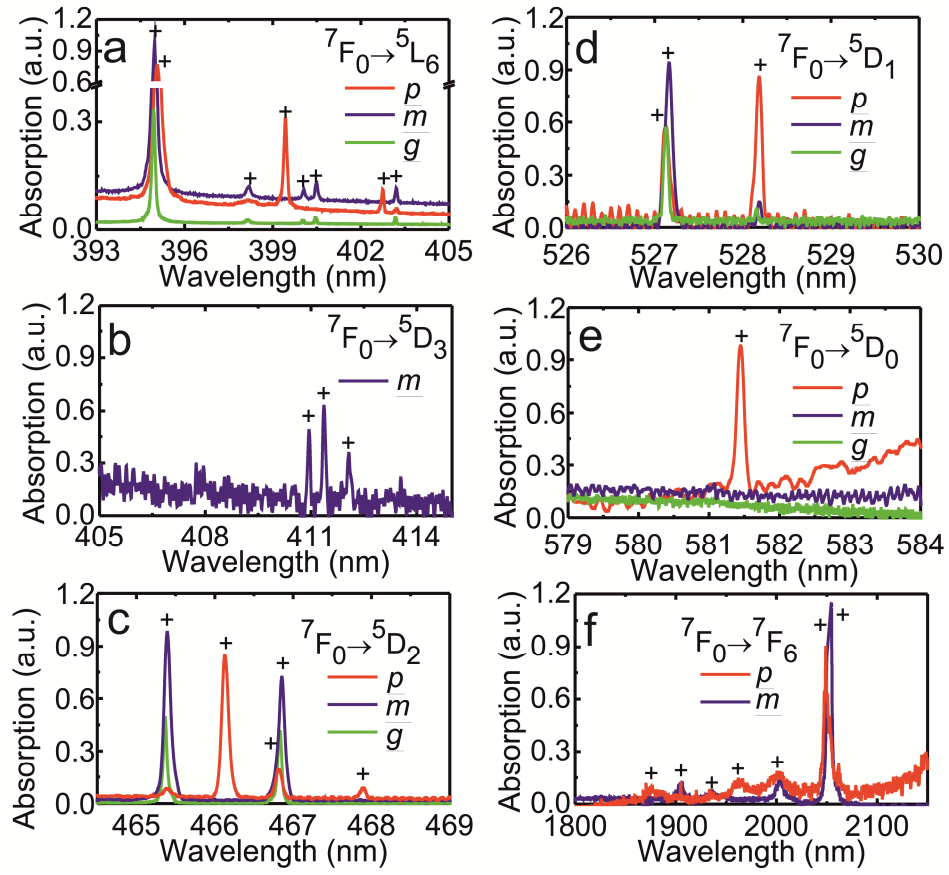 a
⁷F₀→⁵L₆
p
m
g
Absorption (a.u.)
1.2
0.9
0.6
0.3
0.0
393 396 399 402 405
Wavelength (nm)
d
⁷F₀→⁵D₁
p
m
g
Absorption (a.u.)
1.2
0.9
0.6
0.3
0.0
526 527 528 529 530
Wavelength (nm)
b
⁷F₀→⁵D₃
m
Absorption (a.u.)
1.2
0.9
0.6
0.3
0.0
405 408 411 414
Wavelength (nm)
e
⁷F₀→⁵D₀
p
m
g
Absorption (a.u.)
1.2
0.9
0.6
0.3
0.0
579 580 581 582 583 584
Wavelength (nm)
c
⁷F₀→⁵D₂
p
m
g
Absorption (a.u.)
1.2
0.9
0.6
0.3
0.0
465 466 467 468 469
Wavelength (nm)
f
⁷F₀→⁷F₆
p
m
Absorption (a.u.)
1.2
0.9
0.6
0.3
0.0
1800 1900 2000 2100
Wavelength (nm)